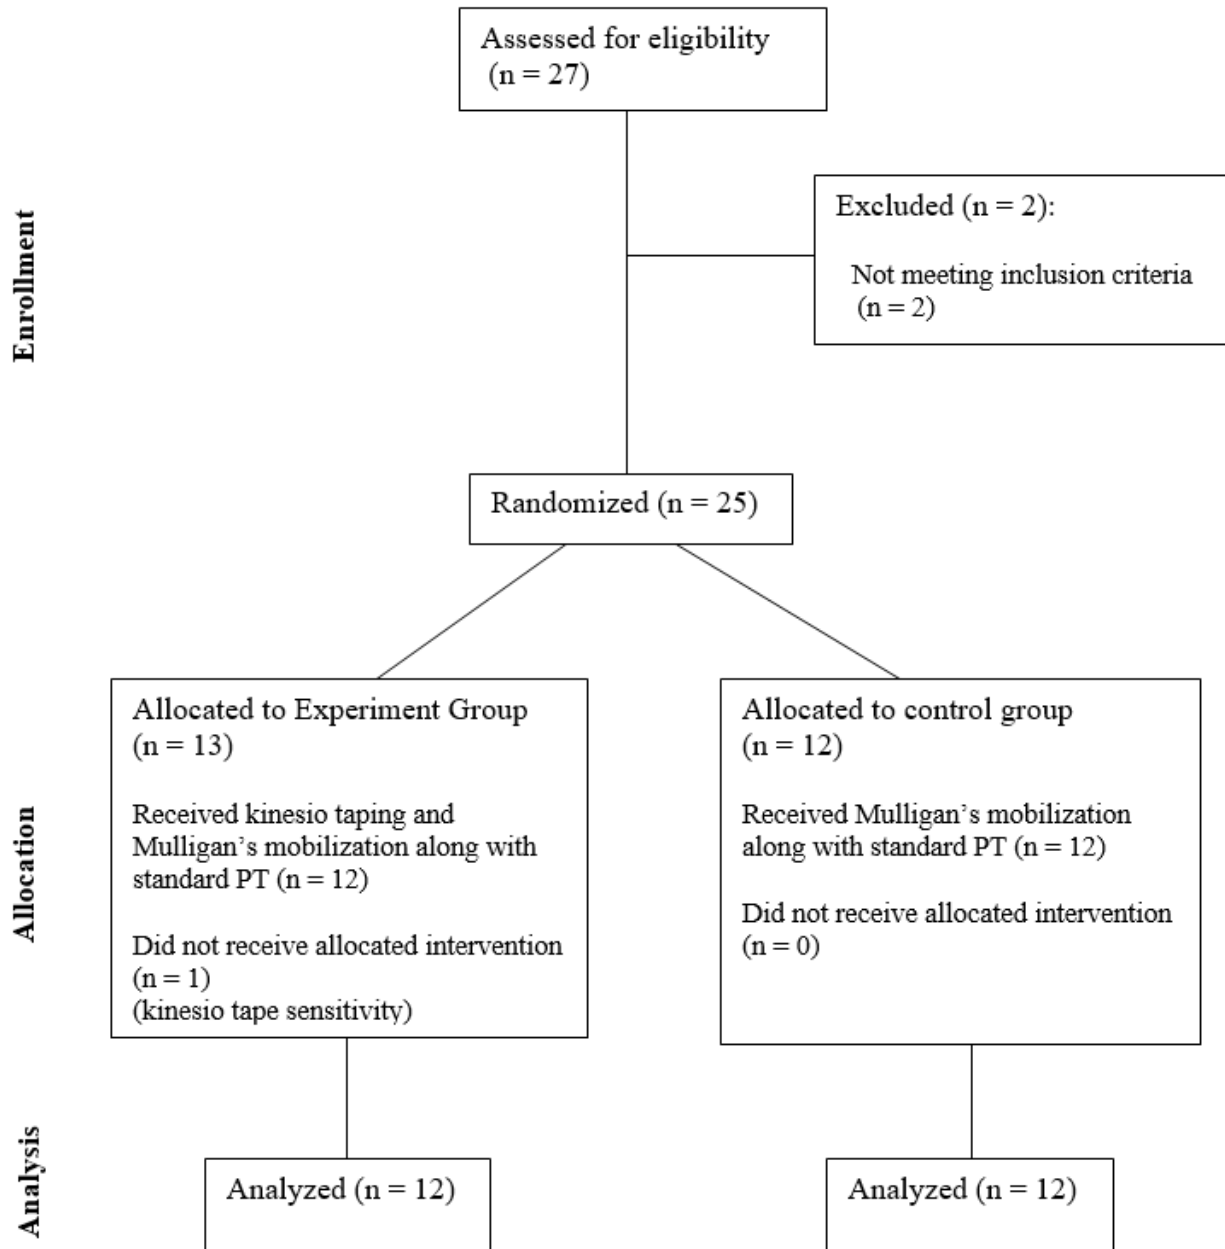 Assessed for eligibility
(n = 27)
Enrollment
Excluded (n = 2):
Not meeting inclusion criteria
(n = 2)
Randomized (n = 25)
Allocation
Allocated to Experiment Group
(n = 13)
Received kinesio taping and
Mulligan’s mobilization along with
standard PT (n = 12)
Did not receive allocated intervention
(n = 1)
(kinesio tape sensitivity)
Allocated to control group
(n = 12)
Received Mulligan’s mobilization
along with standard PT (n = 12)
Did not receive allocated intervention
(n = 0)
Analysis
Analyzed (n = 12)
Analyzed (n = 12)